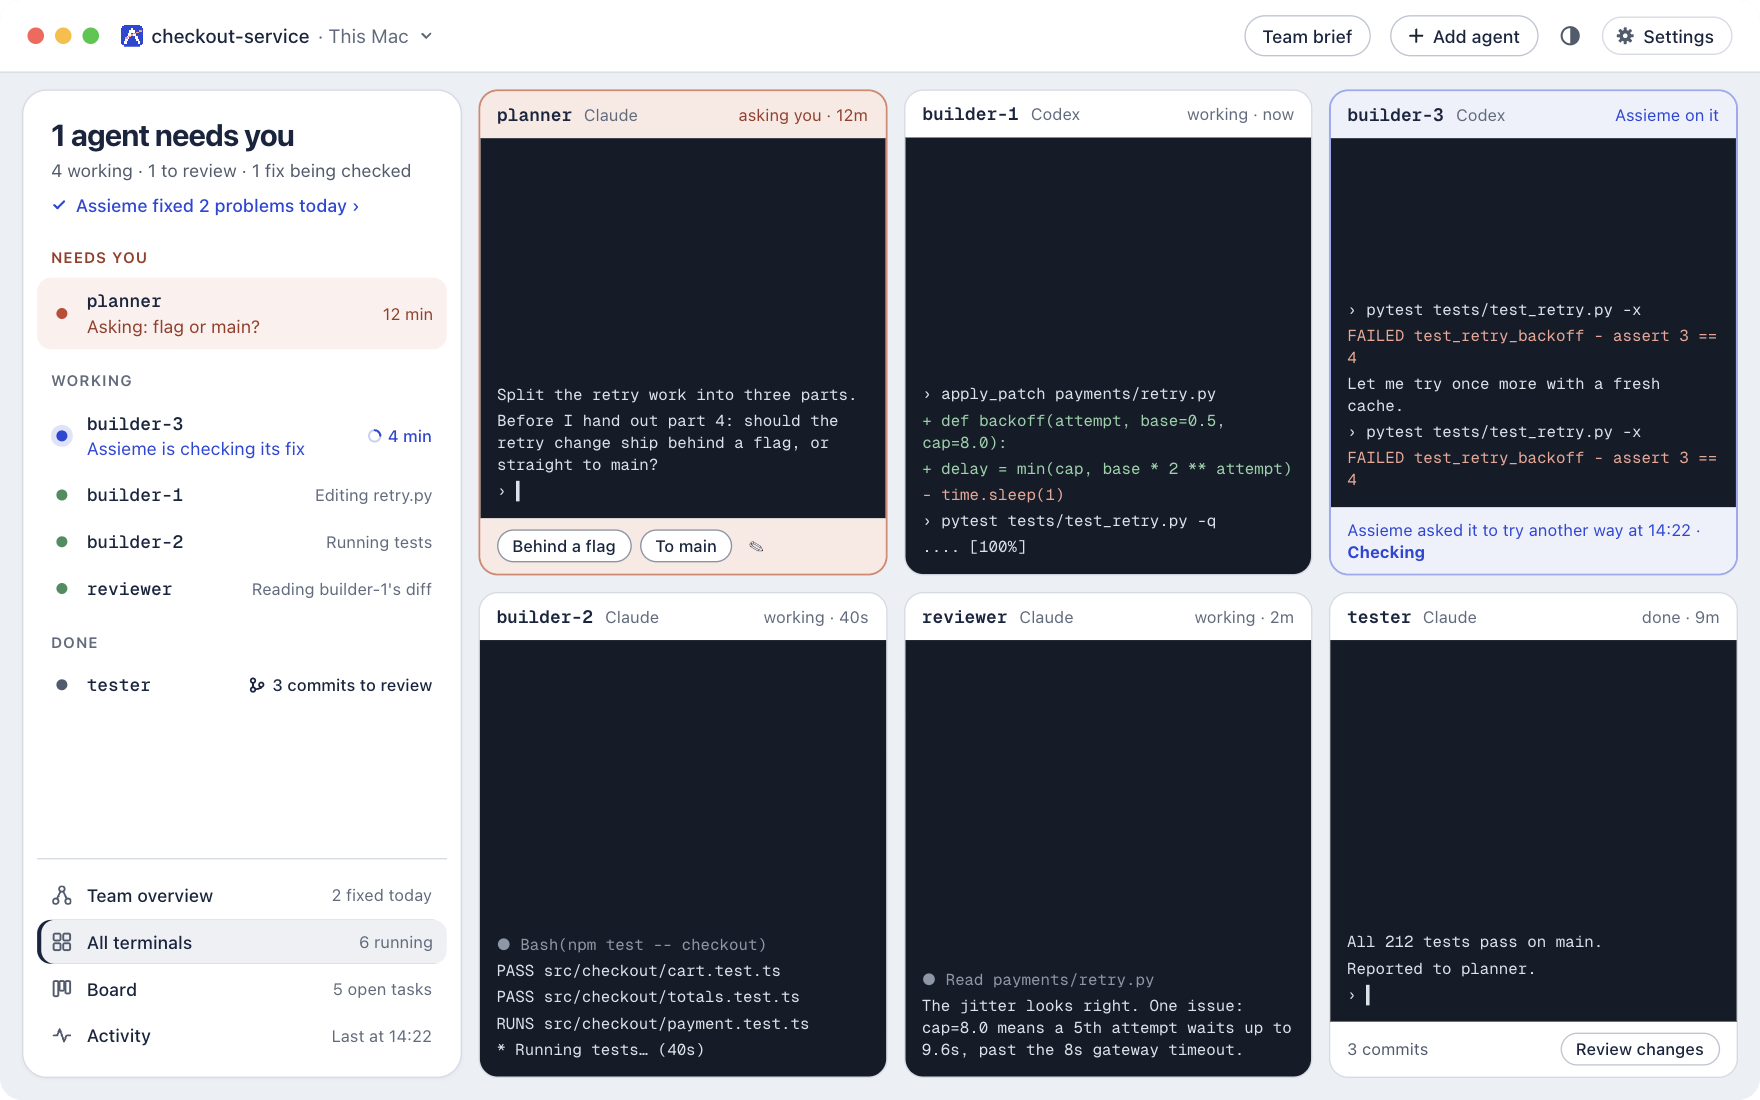 checkout-service · This Mac
Team brief
+ Add agent
Settings
1 agent needs you
4 working · 1 to review · 1 fix being checked
✓ Assieme fixed 2 problems today ›
NEEDS YOU
planner
Asking: flag or main?
12 min
WORKING
builder-3
Assieme is checking its fix
4 min
builder-1 Editing retry.py
builder-2 Running tests
reviewer Reading builder-1's diff
DONE
tester 3 commits to review
Team overview 2 fixed today
All terminals 6 running
Board 5 open tasks
Activity Last at 14:22
planner Claude asking you · 12m
Split the retry work into three parts.
Before I hand out part 4: should the
retry change ship behind a flag, or
straight to main?
›
Behind a flag To main ✎
builder-1 Codex working · now
› apply_patch payments/retry.py
+ def backoff(attempt, base=0.5,
cap=8.0):
+ delay = min(cap, base * 2 ** attempt)
- time.sleep(1)
› pytest tests/test_retry.py -q
.... [100%]
builder-3 Codex Assieme on it
› pytest tests/test_retry.py -x
FAILED test_retry_backoff - assert 3 ==
4
Let me try once more with a fresh
cache.
› pytest tests/test_retry.py -x
FAILED test_retry_backoff - assert 3 ==
4
Assieme asked it to try another way at 14:22 ·
Checking
builder-2 Claude working · 40s
● Bash(npm test -- checkout)
PASS src/checkout/cart.test.ts
PASS src/checkout/totals.test.ts
RUNS src/checkout/payment.test.ts
* Running tests… (40s)
reviewer Claude working · 2m
● Read payments/retry.py
The jitter looks right. One issue:
cap=8.0 means a 5th attempt waits up to
9.6s, past the 8s gateway timeout.
tester Claude done · 9m
All 212 tests pass on main.
Reported to planner.
›
3 commits Review changes